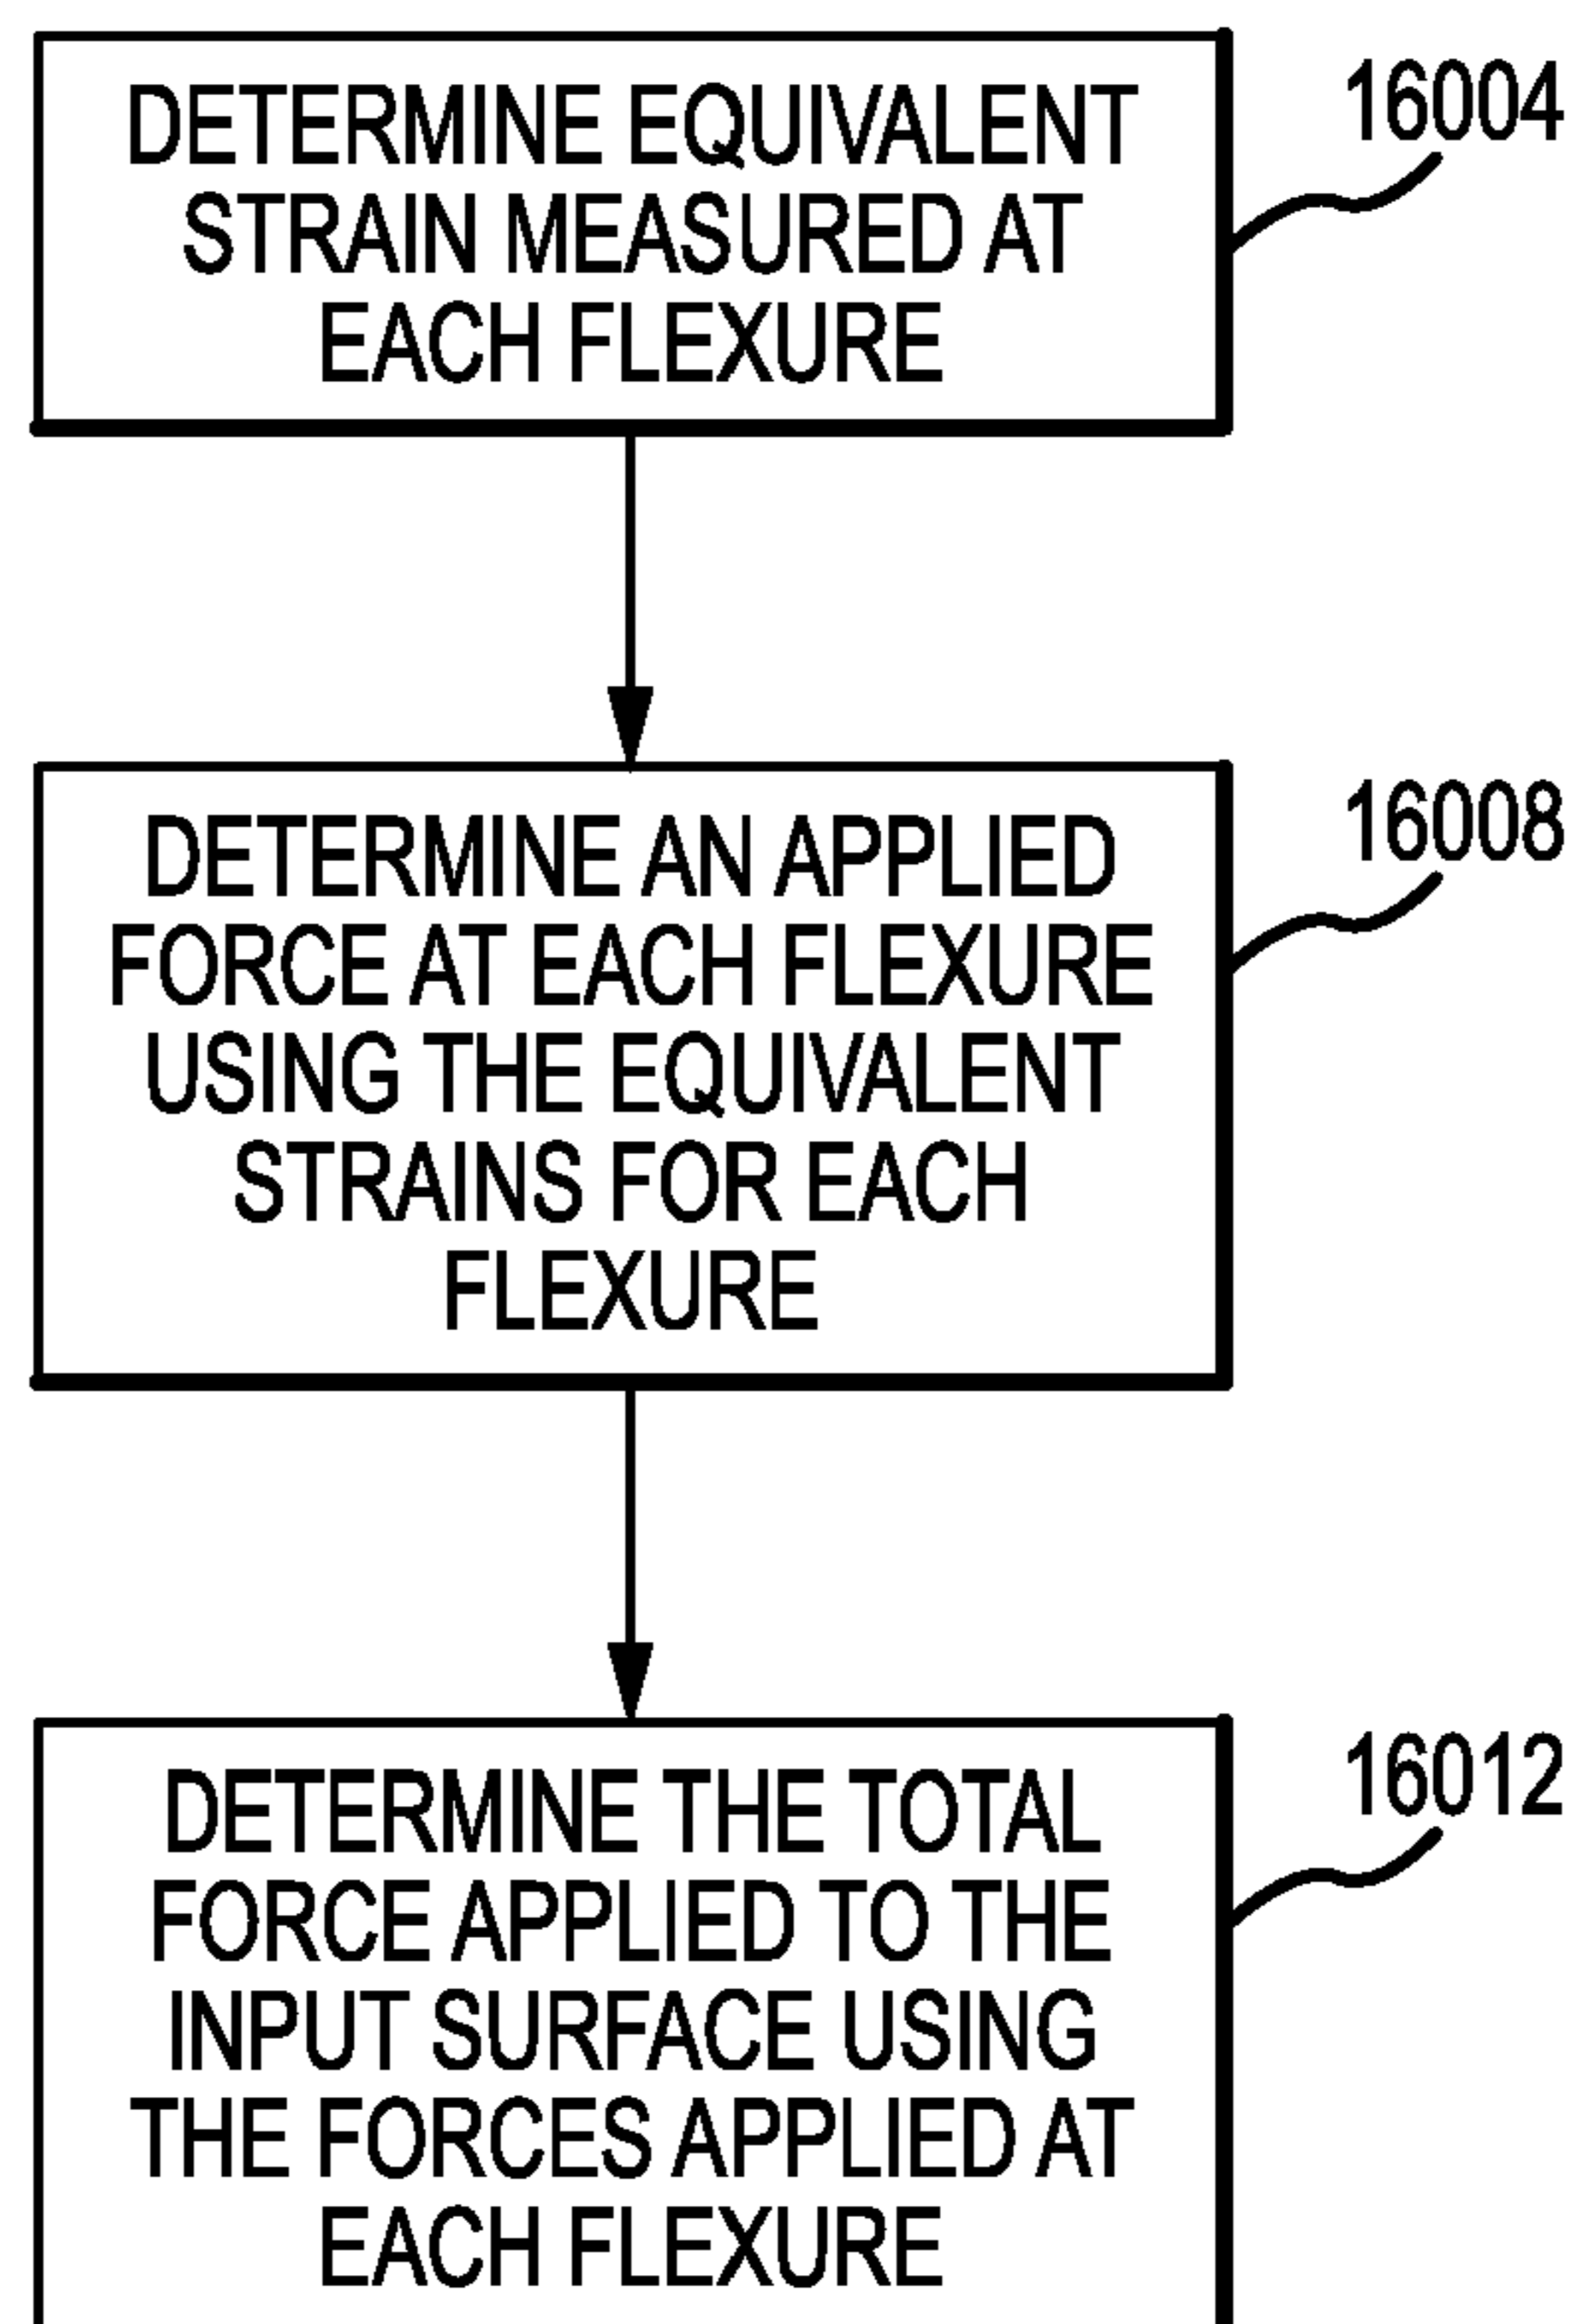 DETERMINE EQUIVALENT
STRAIN MEASURED AT
EACH FLEXURE
16004
DETERMINE AN APPLIED
FORCE AT EACH FLEXURE
USING THE EQUIVALENT
STRAINS FOR EACH
FLEXURE
16008
DETERMINE THE TOTAL
FORCE APPLIED TO THE
INPUT SURFACE USING
THE FORCES APPLIED AT
EACH FLEXURE
16012